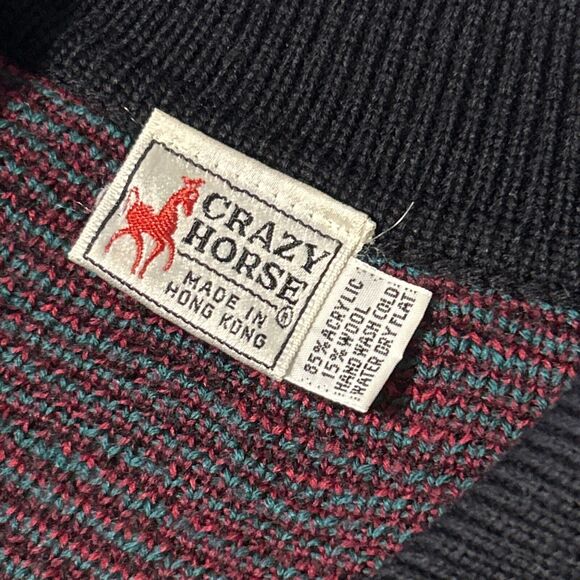 CRAZY
HORSE
®
MADE IN
HONG KONG
85% ACRYLIC
15% WOOL
HAND WASH (COLD)
WATER DRY FLAT